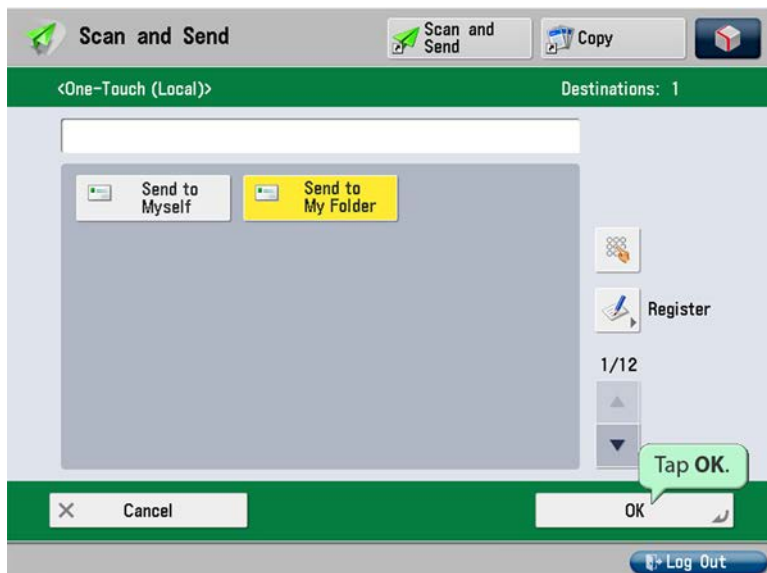 Scan and Send
Scan and
Send
Copy
<One-Touch (Local)>
Destinations: 1
Send to
Myself
Send to
My Folder
Register
1/12
Tap OK.
Cancel
OK
Log Out